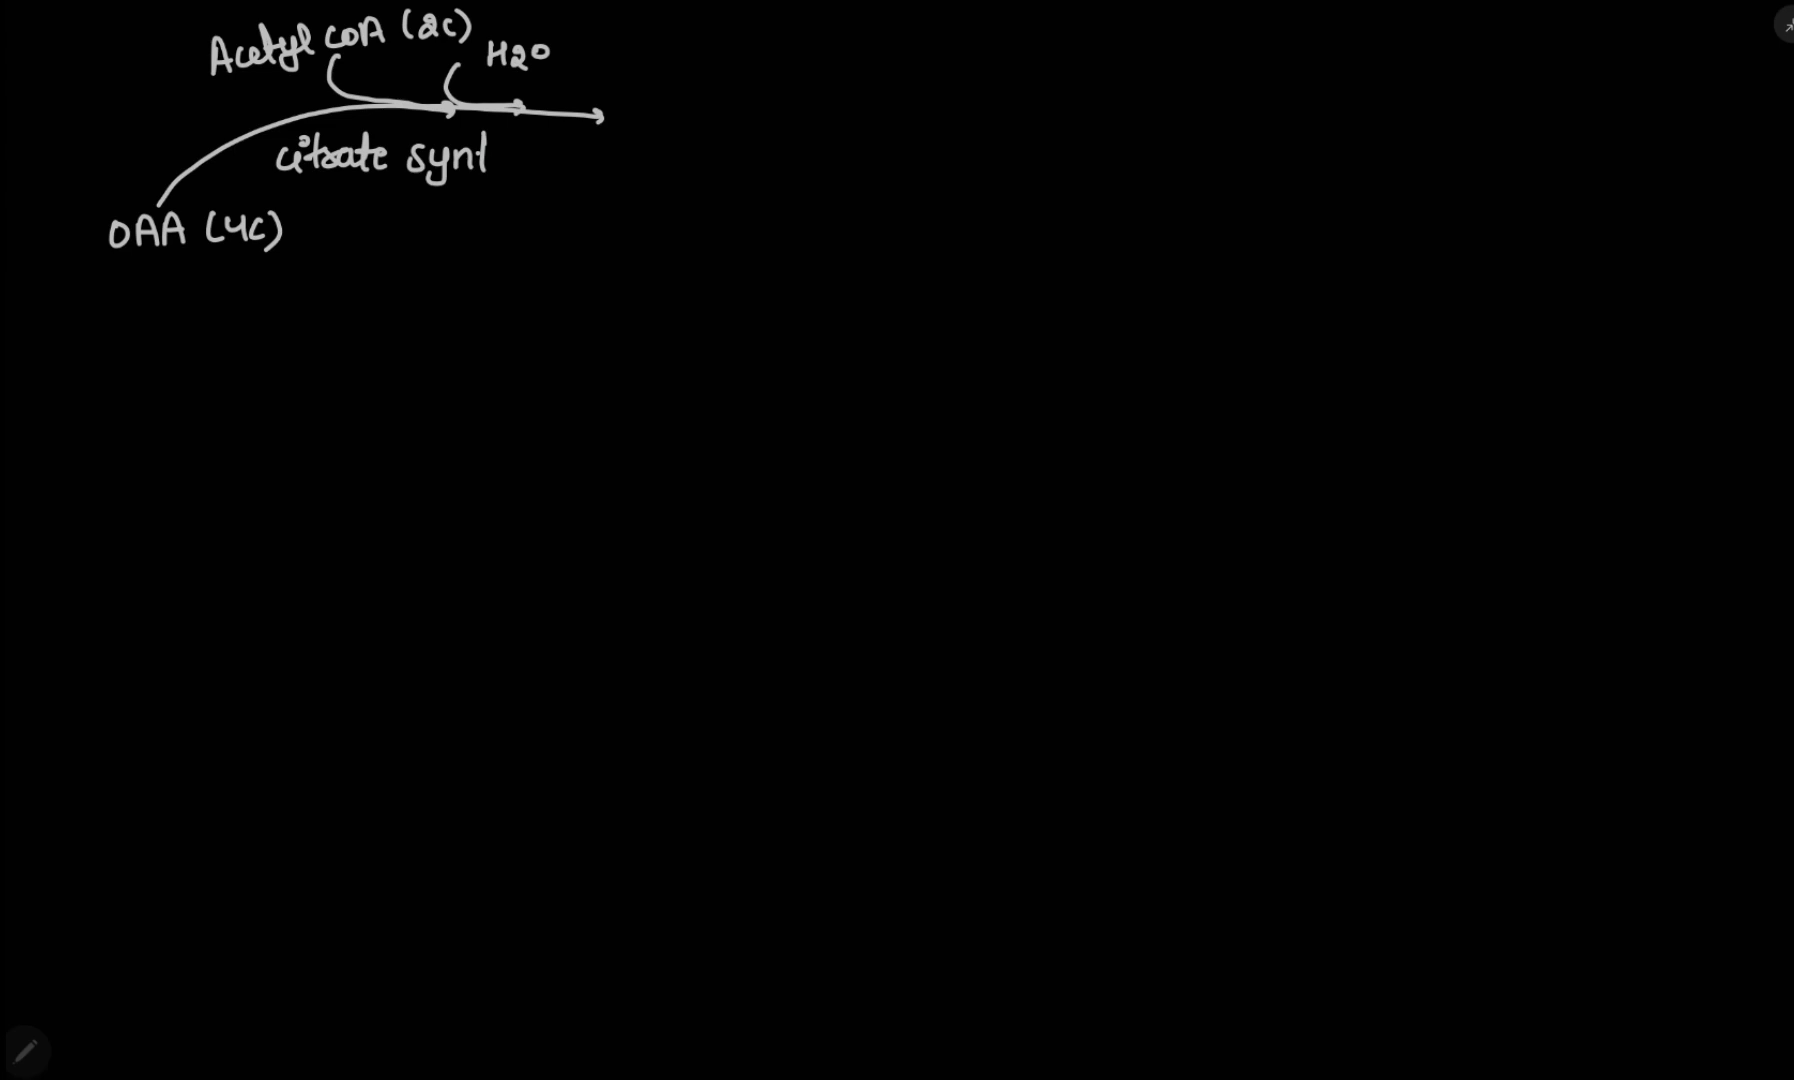 Acetyl CoA (2C)
H2O
citrate synt
OAA (4C)